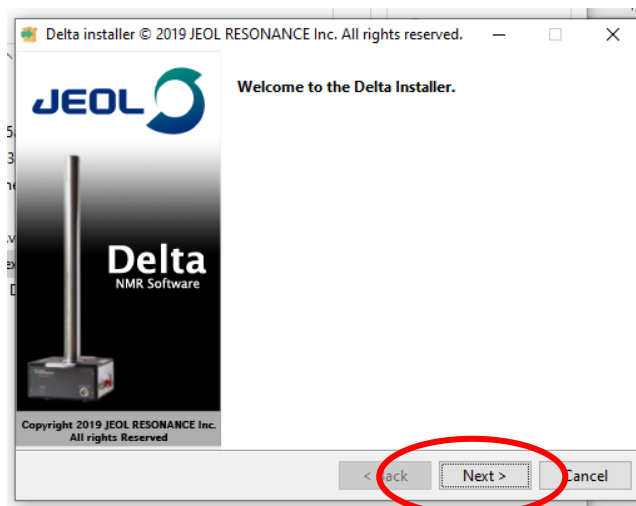 Delta installer © 2019 JEOL RESONANCE Inc. All rights reserved.
JEOL
Welcome to the Delta Installer.
Delta
NMR Software
Copyright 2019 JEOL RESONANCE Inc.
All rights Reserved
< Back
Next >
Cancel